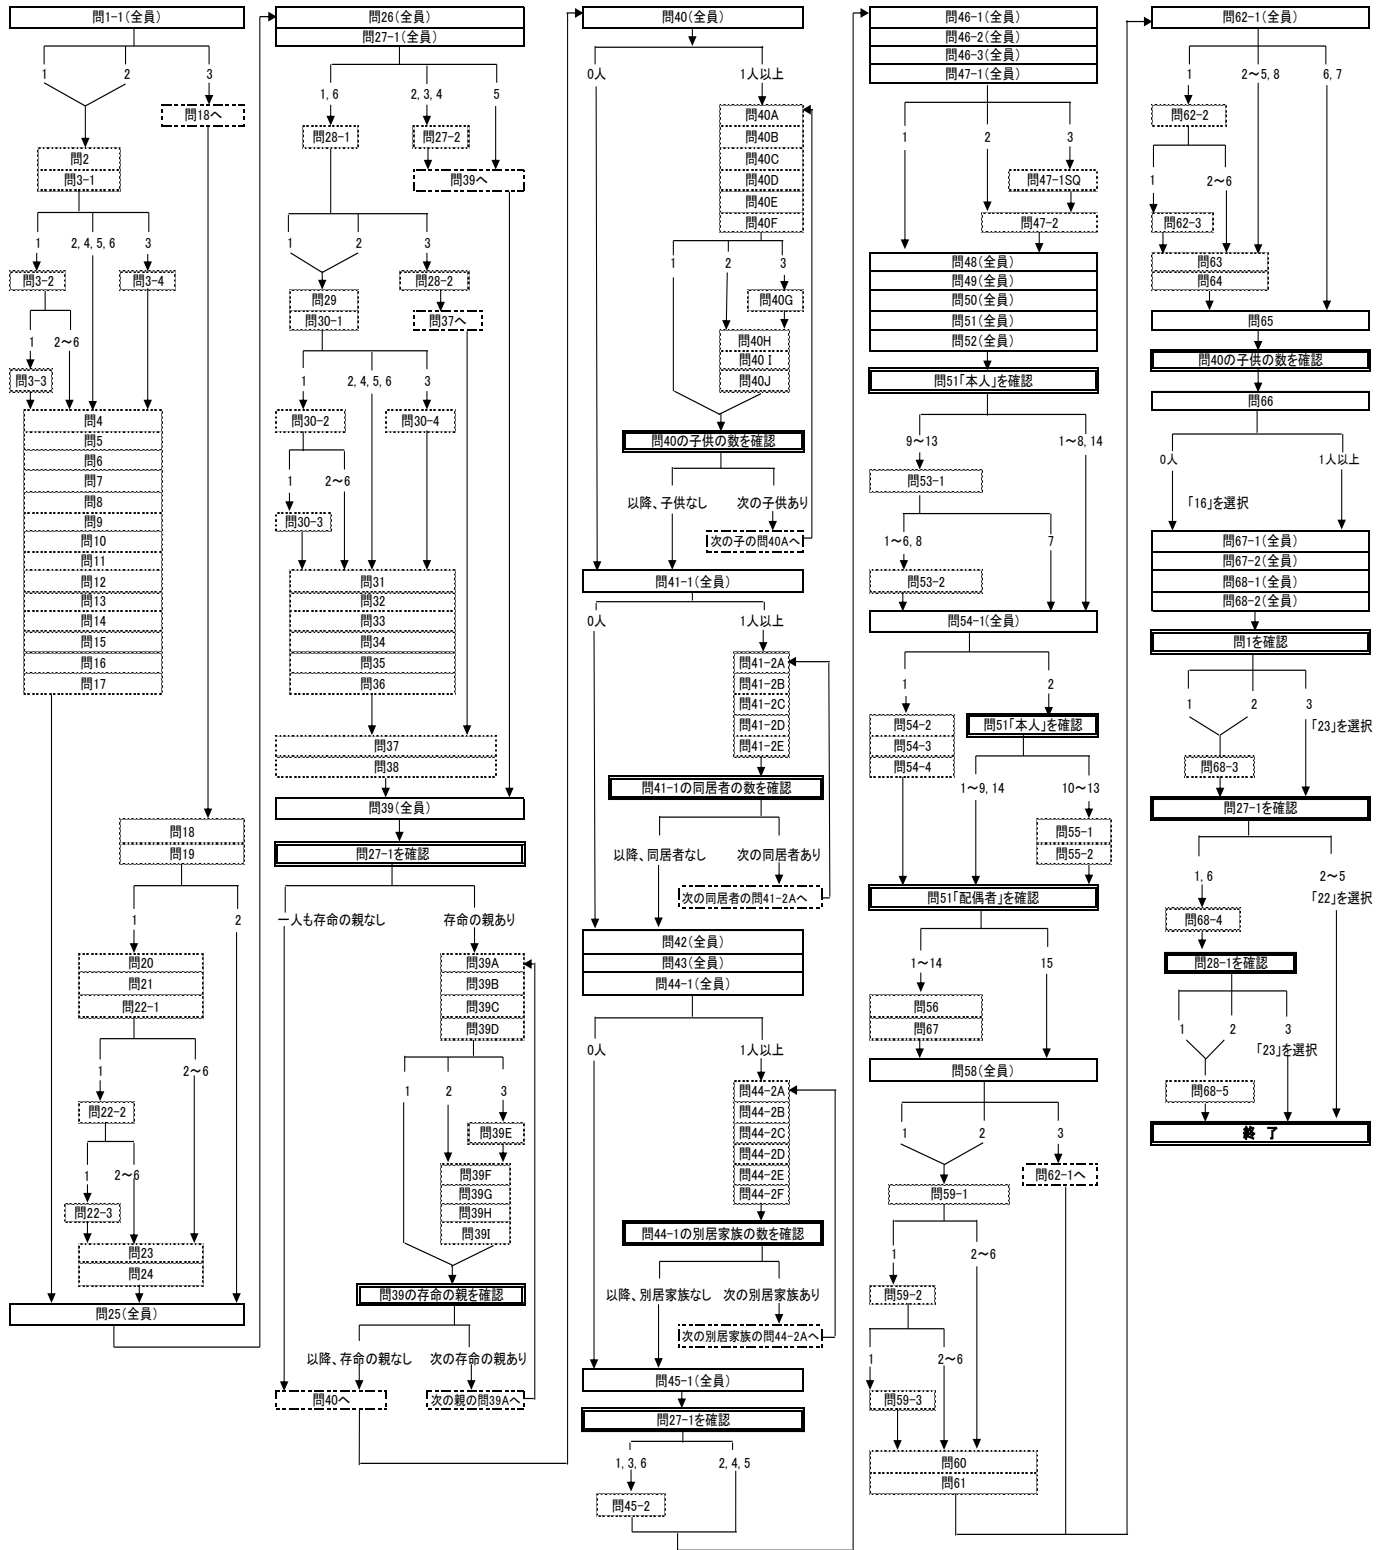 問1-1(全員)
1
2
3
問18へ
問2
問3-1
1
2, 4, 5, 6
3
問3-2
問3-4
1
2〜6
問3-3
問4
問5
問6
問7
問8
問9
問10
問11
問12
問13
問14
問15
問16
問17
問18
問19
1
2
問20
問21
問22-1
1
2〜6
問22-2
1
2〜6
問22-3
問23
問24
問25(全員)
問26(全員)
問27-1(全員)
1, 6
2, 3, 4
5
問28-1
問27-2
問39へ
1
2
3
問28-2
問29
問30-1
問37へ
1
2, 4, 5, 6
3
問30-2
問30-4
1
2〜6
問30-3
問31
問32
問33
問34
問35
問36
問37
問38
問39(全員)
問27-1を確認
一人も存命の親なし
存命の親あり
問39A
問39B
問39C
問39D
1
2
3
問39E
問39F
問39G
問39H
問39I
問39の存命の親を確認
以降、存命の親なし
次の存命の親あり
問40へ
次の親の問39Aへ
問40(全員)
0人
1人以上
問40A
問40B
問40C
問40D
問40E
問40F
1
2
3
問40G
問40H
問40I
問40J
問40の子供の数を確認
以降、子供なし
次の子供あり
次の子の問40Aへ
問41-1(全員)
0人
1人以上
問41-2A
問41-2B
問41-2C
問41-2D
問41-2E
問41-1の同居者の数を確認
以降、同居者なし
次の同居者あり
次の同居者の問41-2Aへ
問42(全員)
問43(全員)
問44-1(全員)
0人
1人以上
問44-2A
問44-2B
問44-2C
問44-2D
問44-2E
問44-2F
問44-1の別居家族の数を確認
以降、別居家族なし
次の別居家族あり
次の別居家族の問44-2Aへ
問45-1(全員)
問27-1を確認
1, 3, 6
2, 4, 5
問45-2
問46-1(全員)
問46-2(全員)
問46-3(全員)
問47-1(全員)
1
2
3
問47-1SQ
問47-2
問48(全員)
問49(全員)
問50(全員)
問51(全員)
問52(全員)
問51「本人」を確認
9〜13
1〜8, 14
問53-1
1〜6, 8
7
問53-2
問54-1(全員)
1
2
問54-2
問54-3
問54-4
問51「本人」を確認
1〜9, 14
10〜13
問55-1
問55-2
問51「配偶者」を確認
1〜14
15
問56
問67
問58(全員)
1
2
3
問62-1へ
問59-1
1
2〜6
問59-2
1
2〜6
問59-3
問60
問61
問62-1(全員)
1
2〜5, 8
6, 7
問62-2
1
2〜6
問62-3
問63
問64
問65
問40の子供の数を確認
問66
0人
1人以上
「16」を選択
問67-1(全員)
問67-2(全員)
問68-1(全員)
問68-2(全員)
問1を確認
1
2
3
「23」を選択
問68-3
問27-1を確認
1, 6
2〜5
「22」を選択
問68-4
問28-1を確認
1
2
3
「23」を選択
問68-5
終 了